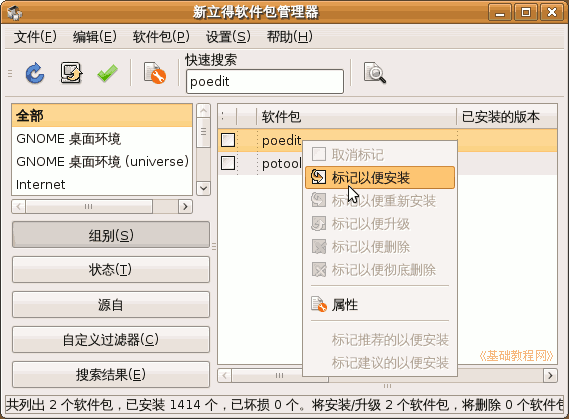 新立得软件包管理器
文件(F) 编辑(E) 软件包(P) 设置(S) 帮助(H)
快速搜索
poedit
全部
GNOME 桌面环境
GNOME 桌面环境 (universe)
Internet
组别(S)
状态(T)
源自
自定义过滤器(C)
搜索结果(E)
软件包 已安装的版本
poedit
potool
取消标记
标记以便安装
标记以便重新安装
标记以便升级
标记以便删除
标记以便彻底删除
属性
标记推荐的以便安装
标记建议的以便安装
《基础教程网》
共列出 2 个软件包，已安装 1414 个，已坏损 0 个。将安装/升级 2 个软件包，将删除 0 个软件包